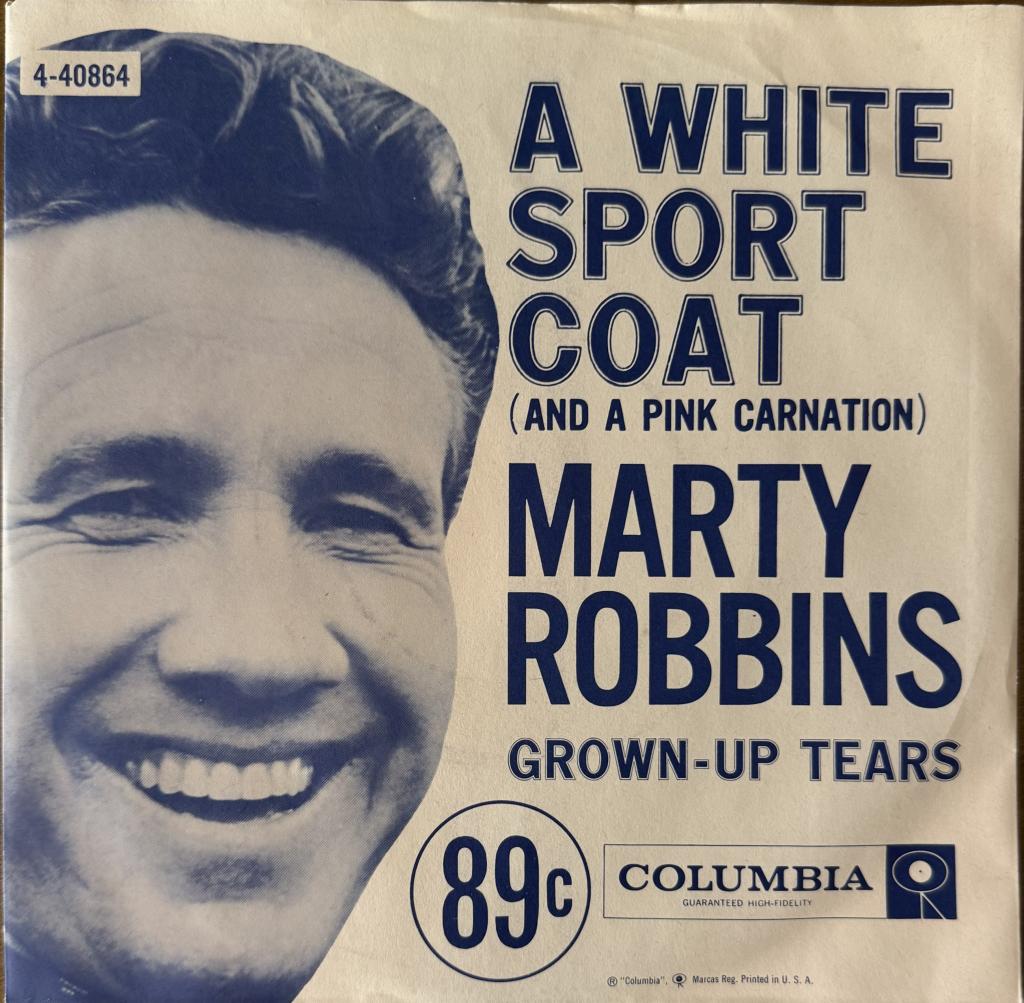 4-40864
A WHITE
SPORT
COAT
(AND A PINK CARNATION)
MARTY
ROBBINS
GROWN-UP TEARS
89c
COLUMBIA
GUARANTEED HIGH-FIDELITY
® "Columbia", Marcas Reg. Printed in U. S. A.